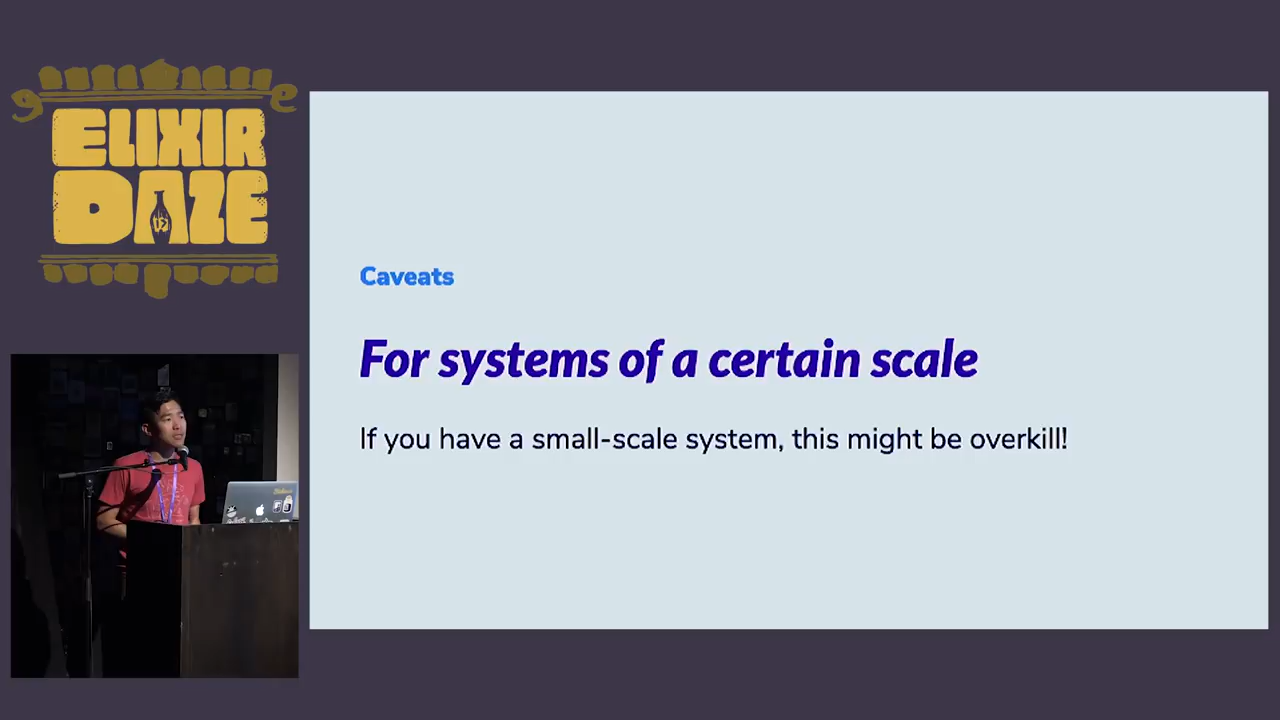 ELIXIR
DAZE
Caveats
For systems of a certain scale
If you have a small-scale system, this might be overkill!